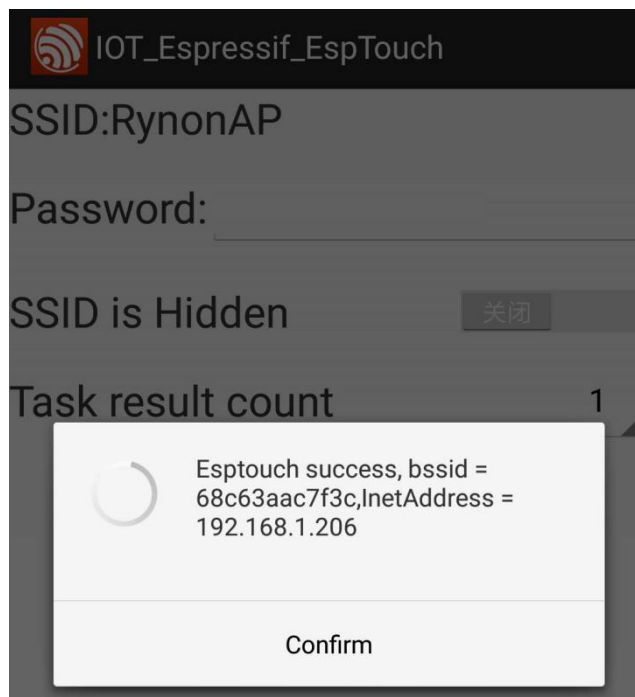 IOT_Espressif_EspTouch
SSID:RynonAP
Password:
SSID is Hidden
关闭
Task result count
1
Esptouch success, bssid =
68c63aac7f3c,InetAddress =
192.168.1.206
Confirm